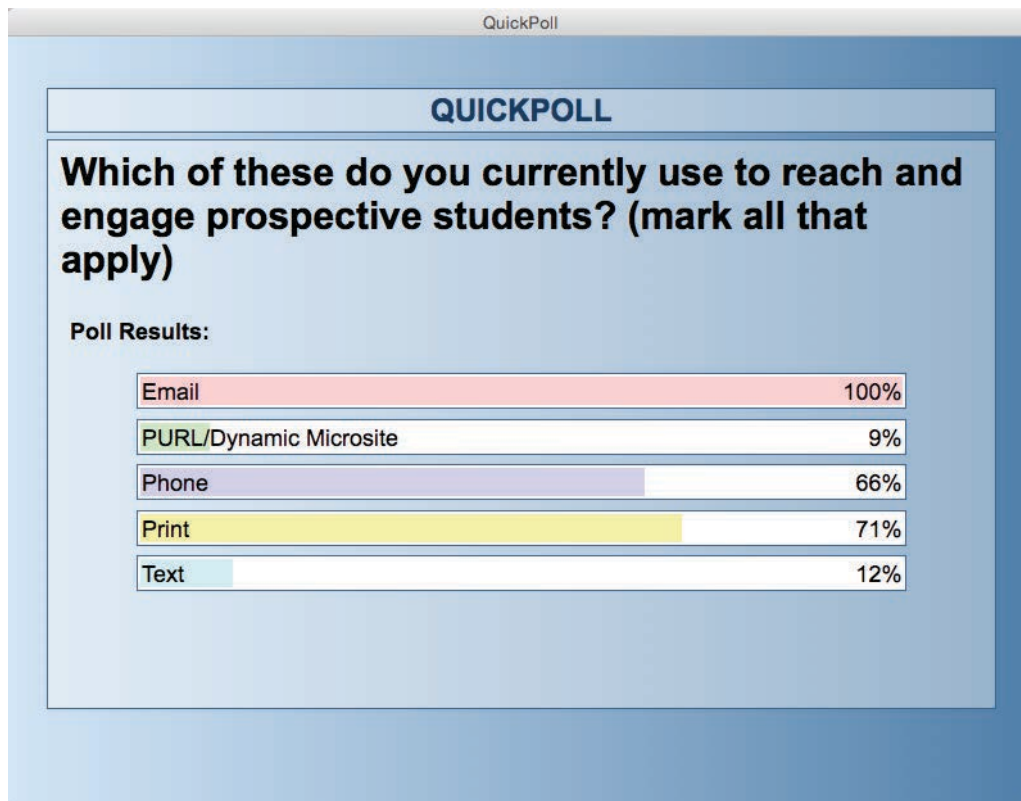 QuickPoll
QUICKPOLL
Which of these do you currently use to reach and
engage prospective students? (mark all that
apply)
Poll Results:
Email 100%
PURL/Dynamic Microsite 9%
Phone 66%
Print 71%
Text 12%